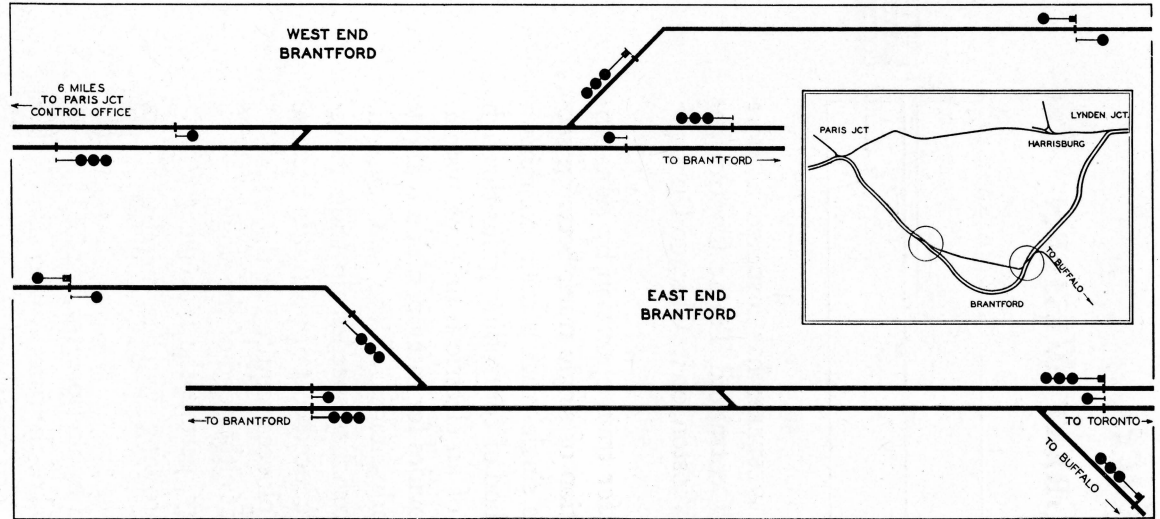 WEST END
BRANTFORD
6 MILES
TO PARIS JCT
CONTROL OFFICE
TO BRANTFORD
PARIS JCT
LYNDEN JCT.
HARRISBURG
TO BUFFALO
BRANTFORD
EAST END
BRANTFORD
TO BRANTFORD
TO TORONTO
TO BUFFALO